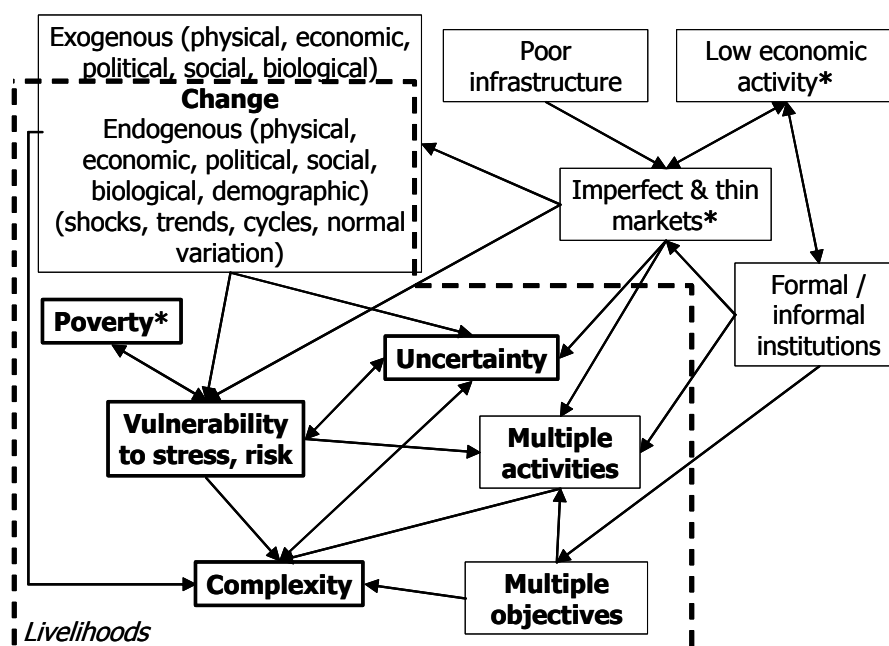 Exogenous (physical, economic,
political, social, biological)
Change
Endogenous (physical,
economic, political, social,
biological, demographic)
(shocks, trends, cycles, normal
variation)
Poor
infrastructure
Low economic
activity*
Imperfect & thin
markets*
Formal /
informal
institutions
Poverty*
Uncertainty
Vulnerability
to stress, risk
Multiple
activities
Complexity
Multiple
objectives
Livelihoods